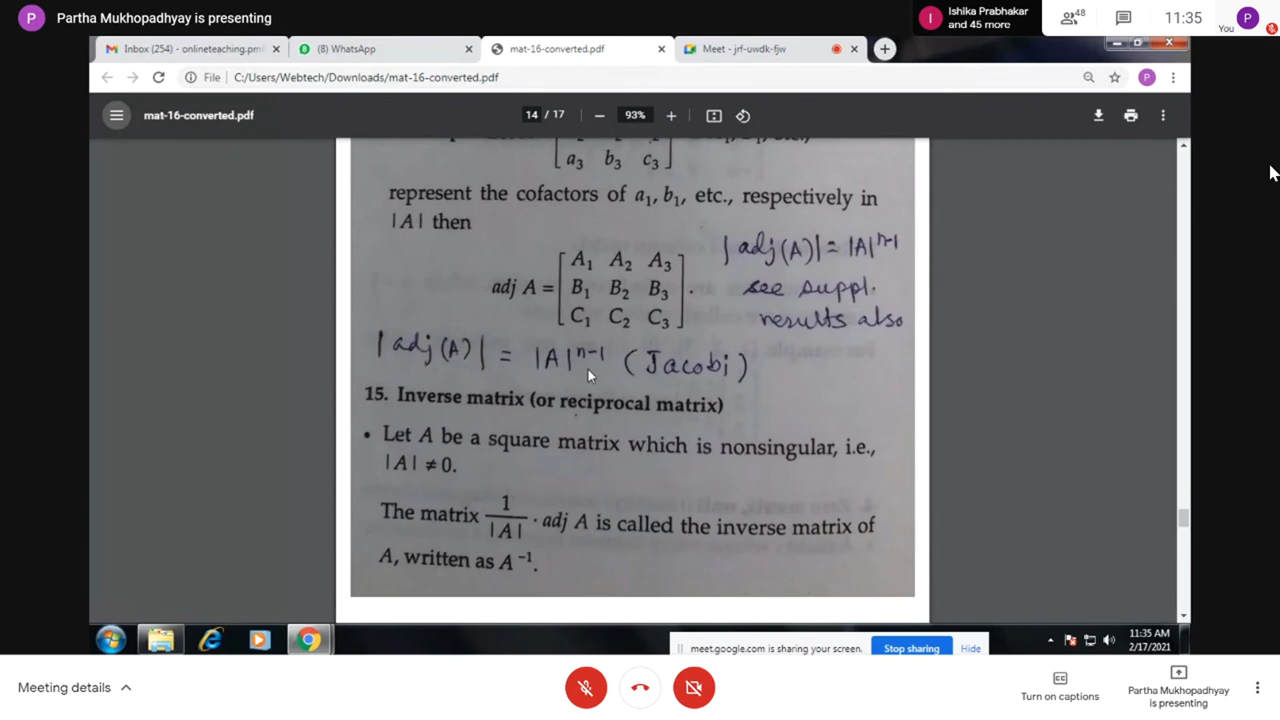 P Partha Mukhopadhyay is presenting
I Ishika Prabhakar
and 45 more
48
11:35
You
P
Inbox (254) - onlineteaching.pm
(8) WhatsApp
mat-16-converted.pdf
Meet - jrf-uwdk-fjw
File C:/Users/Webtech/Downloads/mat-16-converted.pdf
P
mat-16-converted.pdf
14 / 17
93%
a₃ b₃ c₃
represent the cofactors of a₁, b₁, etc., respectively in
|A| then
|adj(A)| = |A|ⁿ⁻¹
see suppl.
results also
adj A = [A₁ A₂ A₃
B₁ B₂ B₃
C₁ C₂ C₃].
|adj(A)| = |A|ⁿ⁻¹ (Jacobi)
15. Inverse matrix (or reciprocal matrix)
• Let A be a square matrix which is nonsingular, i.e.,
|A| ≠ 0.
The matrix 1/|A| · adj A is called the inverse matrix of
A, written as A⁻¹.
meet.google.com is sharing your screen.
Stop sharing
Hide
11:35 AM
2/17/2021
Meeting details
Turn on captions
Partha Mukhopadhyay
is presenting